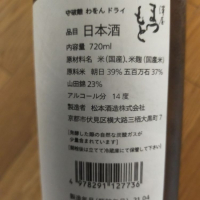 守破離 わをん ドライ
澤屋
まつもと
品目 日本酒
内容量 720ml
原材料名 米(国産)、米麹(国産米)
原料米 朝日 39% 五百万石 37%
山田錦 23%
アルコール分 14度
製造者 松本酒造株式会社
京都市伏見区横大路三栖大黒町7
4 978291 127736